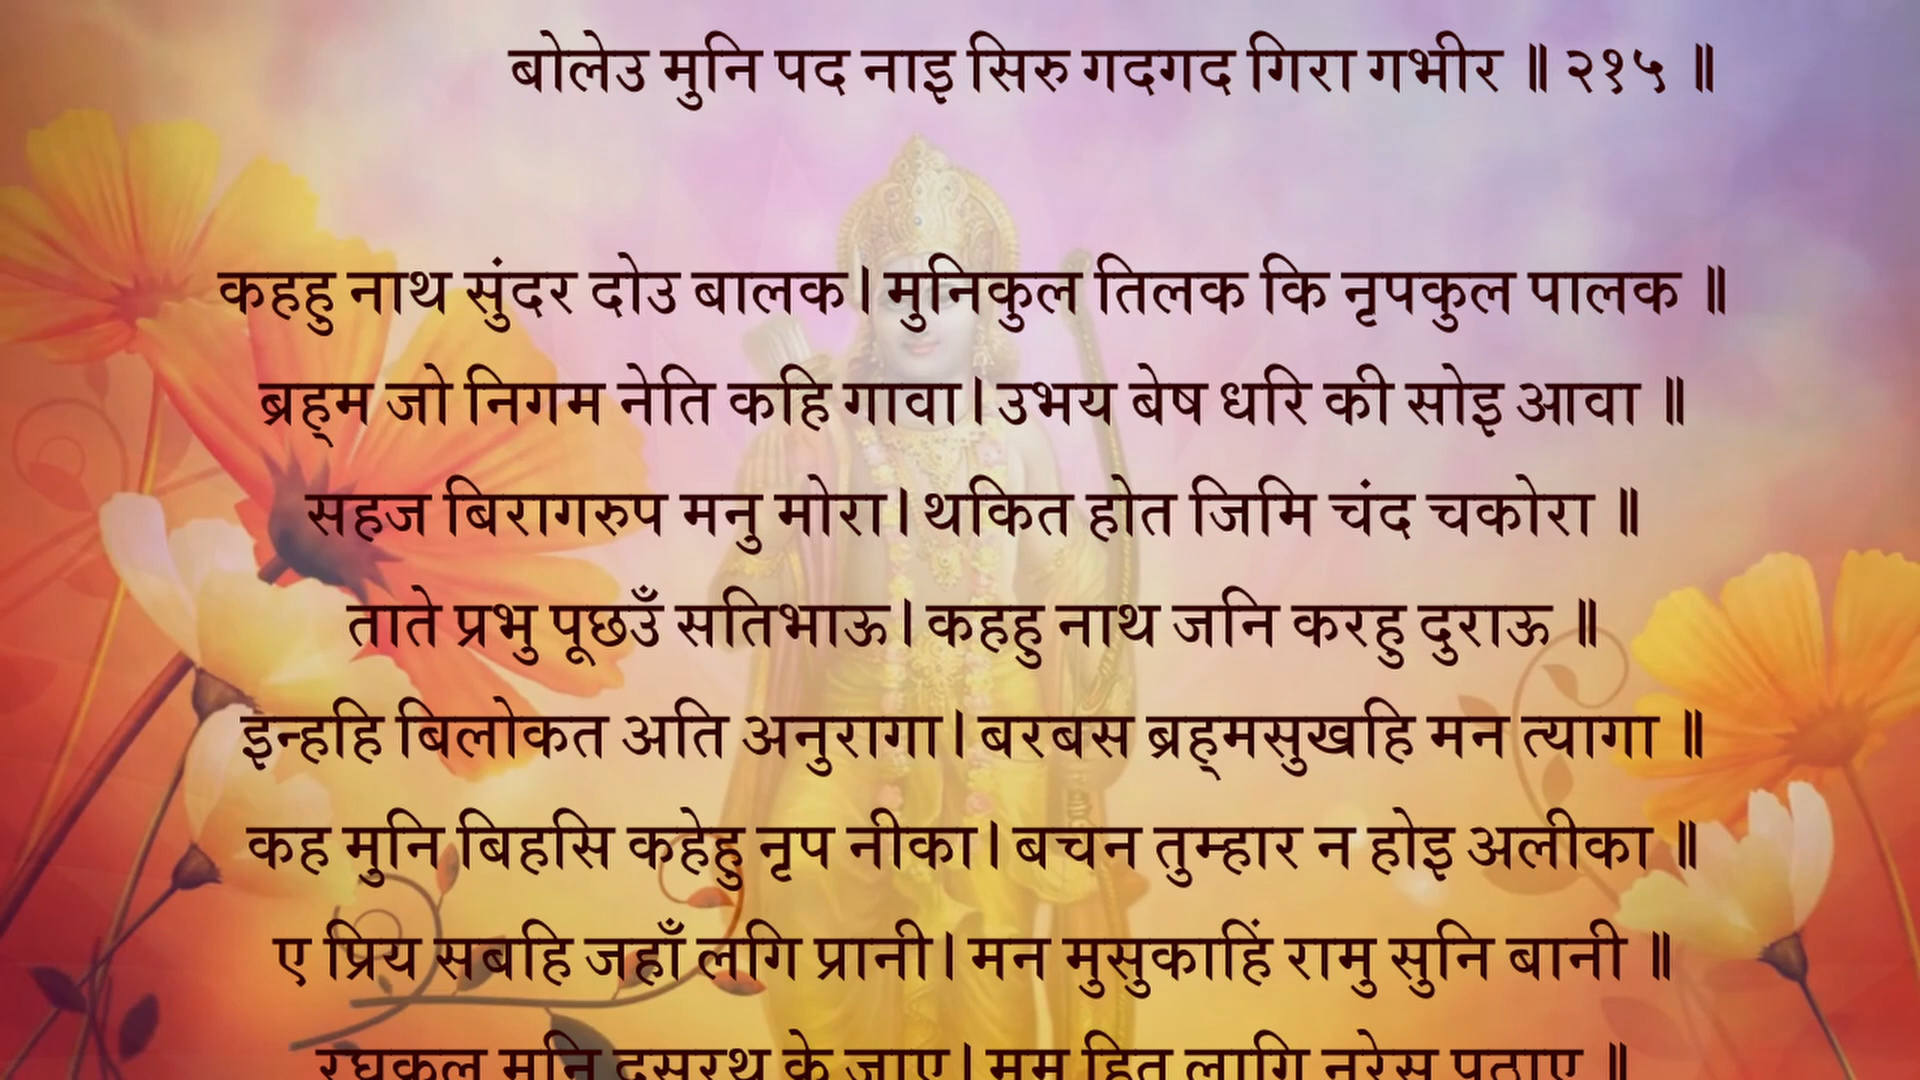 बोलेउ मुनि पद नाइ सिरु गदगद गिरा गभीर ॥ २१५ ॥
कहहु नाथ सुंदर दोउ बालक। मुनिकुल तिलक कि नृपकुल पालक ॥
ब्रह्म जो निगम नेति कहि गावा। उभय बेष धरि की सोइ आवा ॥
सहज बिरागरुप मनु मोरा। थकित होत जिमि चंद चकोरा ॥
ताते प्रभु पूछउँ सतिभाऊ। कहहु नाथ जनि करहु दुराऊ ॥
इन्हहि बिलोकत अति अनुरागा। बरबस ब्रह्मसुखहि मन त्यागा ॥
कह मुनि बिहसि कहेहु नृप नीका। बचन तुम्हार न होइ अलीका ॥
ए प्रिय सबहि जहाँ लगि प्रानी। मन मुसुकाहिं रामु सुनि बानी ॥
रघुकुल मनि दसरथ के जाए। मम हित लागि नरेस पठाए ॥